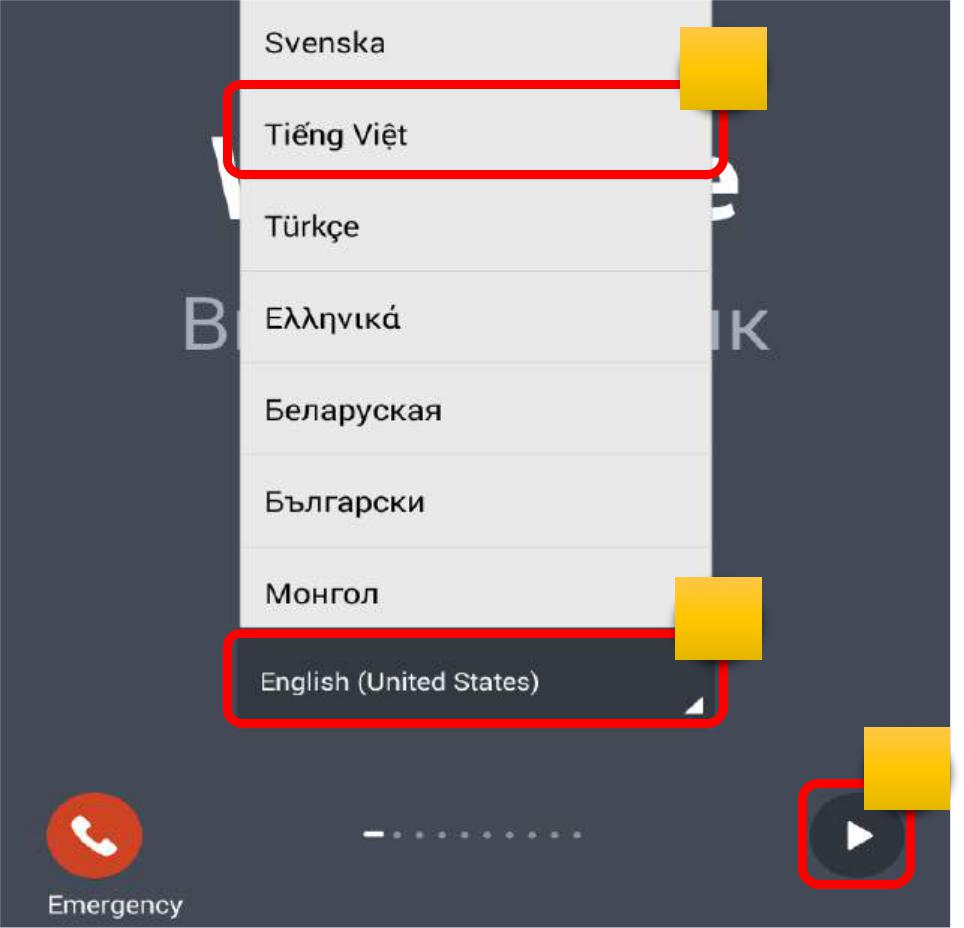 Svenska
Tiếng Việt
Türkçe
Ελληνικά
Беларуская
Български
Монгол
English (United States)
Emergency